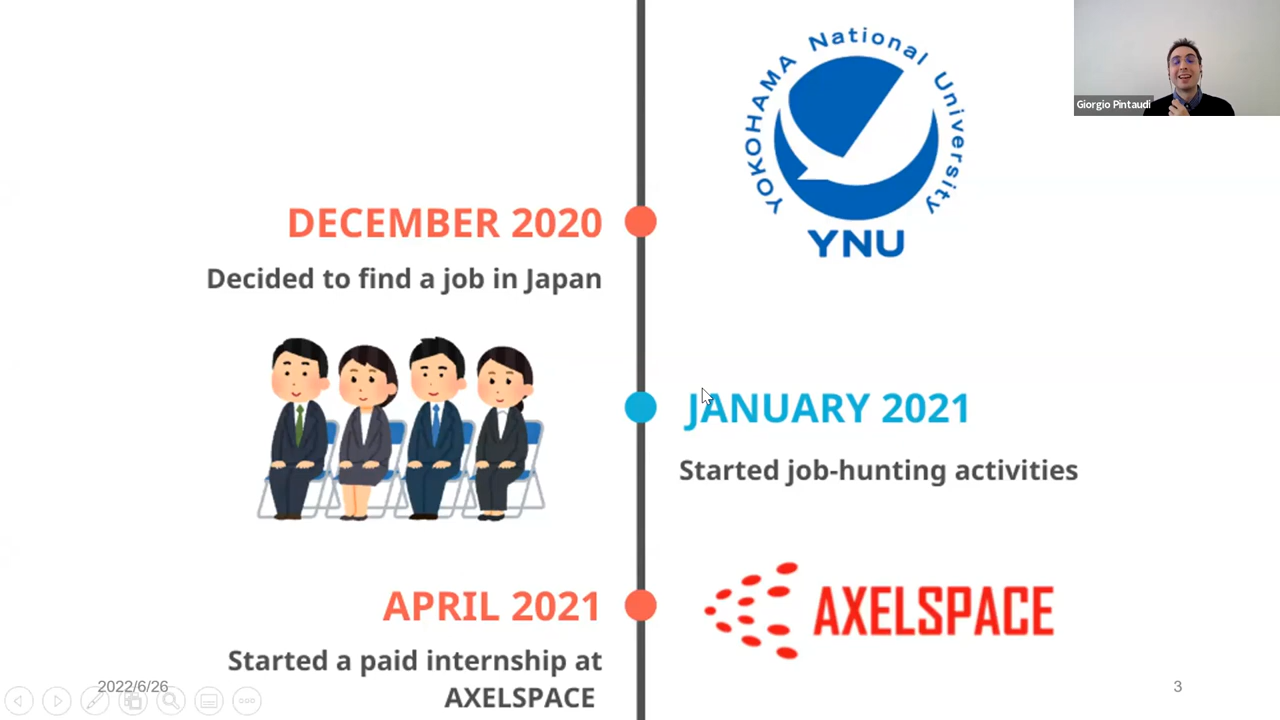 YOKOHAMA National University
YNU
Giorgio Pintaudi
DECEMBER 2020
Decided to find a job in Japan
JANUARY 2021
Started job-hunting activities
APRIL 2021
Started a paid internship at
AXELSPACE
AXELSPACE
2022/6/26
3